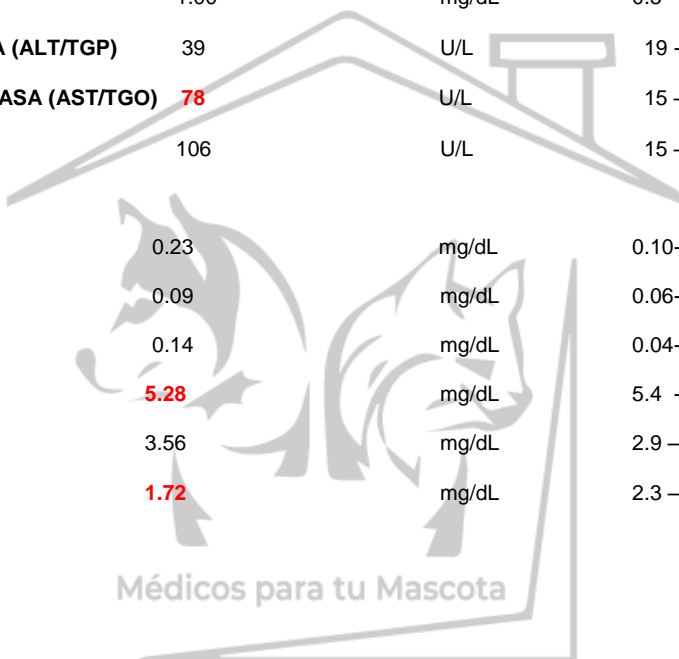 mg/dL
A (ALT/TGP) 39 U/L 19 -
ASA (AST/TGO) 78 U/L 15 -
106 U/L 15 -
0.23 mg/dL 0.10-
0.09 mg/dL 0.06-
0.14 mg/dL 0.04-
5.28 mg/dL 5.4 -
3.56 mg/dL 2.9 –
1.72 mg/dL 2.3 –
Médicos para tu Mascota